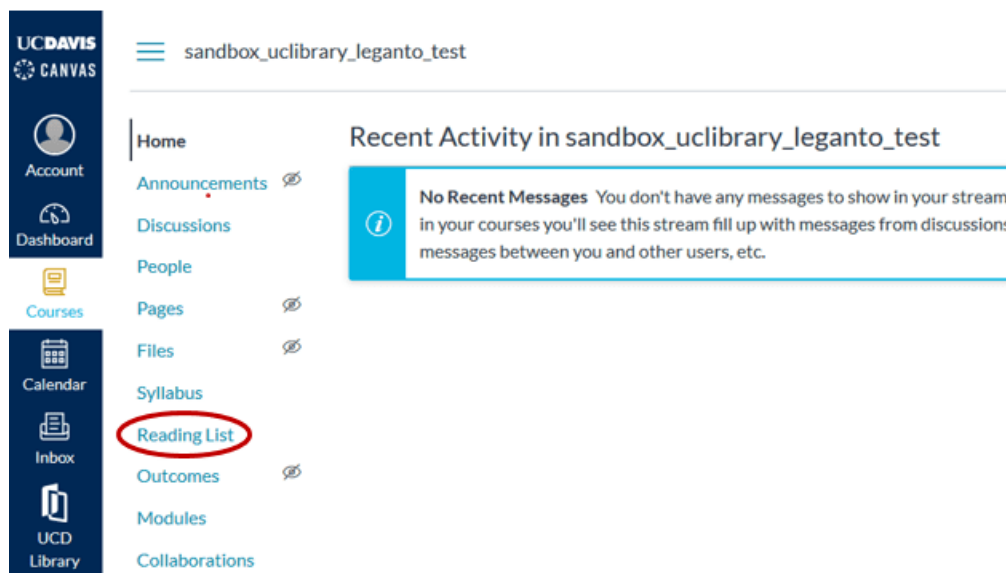 UCDAVIS
CANVAS
Account
Dashboard
Courses
Calendar
Inbox
UCD
Library
sandbox_uclibrary_leganto_test
Home
Announcements
Discussions
People
Pages
Files
Syllabus
Reading List
Outcomes
Modules
Collaborations
Recent Activity in sandbox_uclibrary_leganto_test
No Recent Messages You don't have any messages to show in your stream
in your courses you'll see this stream fill up with messages from discussions
messages between you and other users, etc.